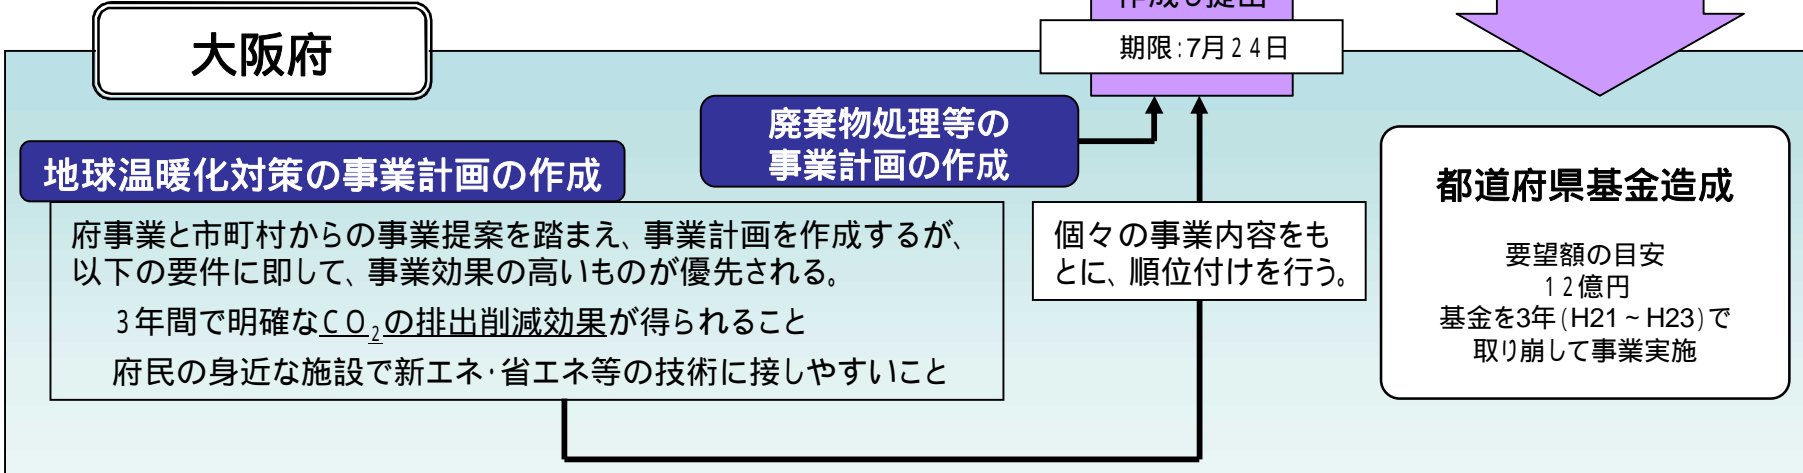 作成し提出
期限:7月24日
大阪府
廃棄物処理等の
事業計画の作成
地球温暖化対策の事業計画の作成
府事業と市町村からの事業提案を踏まえ、事業計画を作成するが、
以下の要件に即して、事業効果の高いものが優先される。
3年間で明確なCO₂の排出削減効果が得られること
府民の身近な施設で新エネ・省エネ等の技術に接しやすいこと
個々の事業内容をも
とに、順位付けを行う。
都道府県基金造成
要望額の目安
12億円
基金を3年(H21~H23)で
取り崩して事業実施